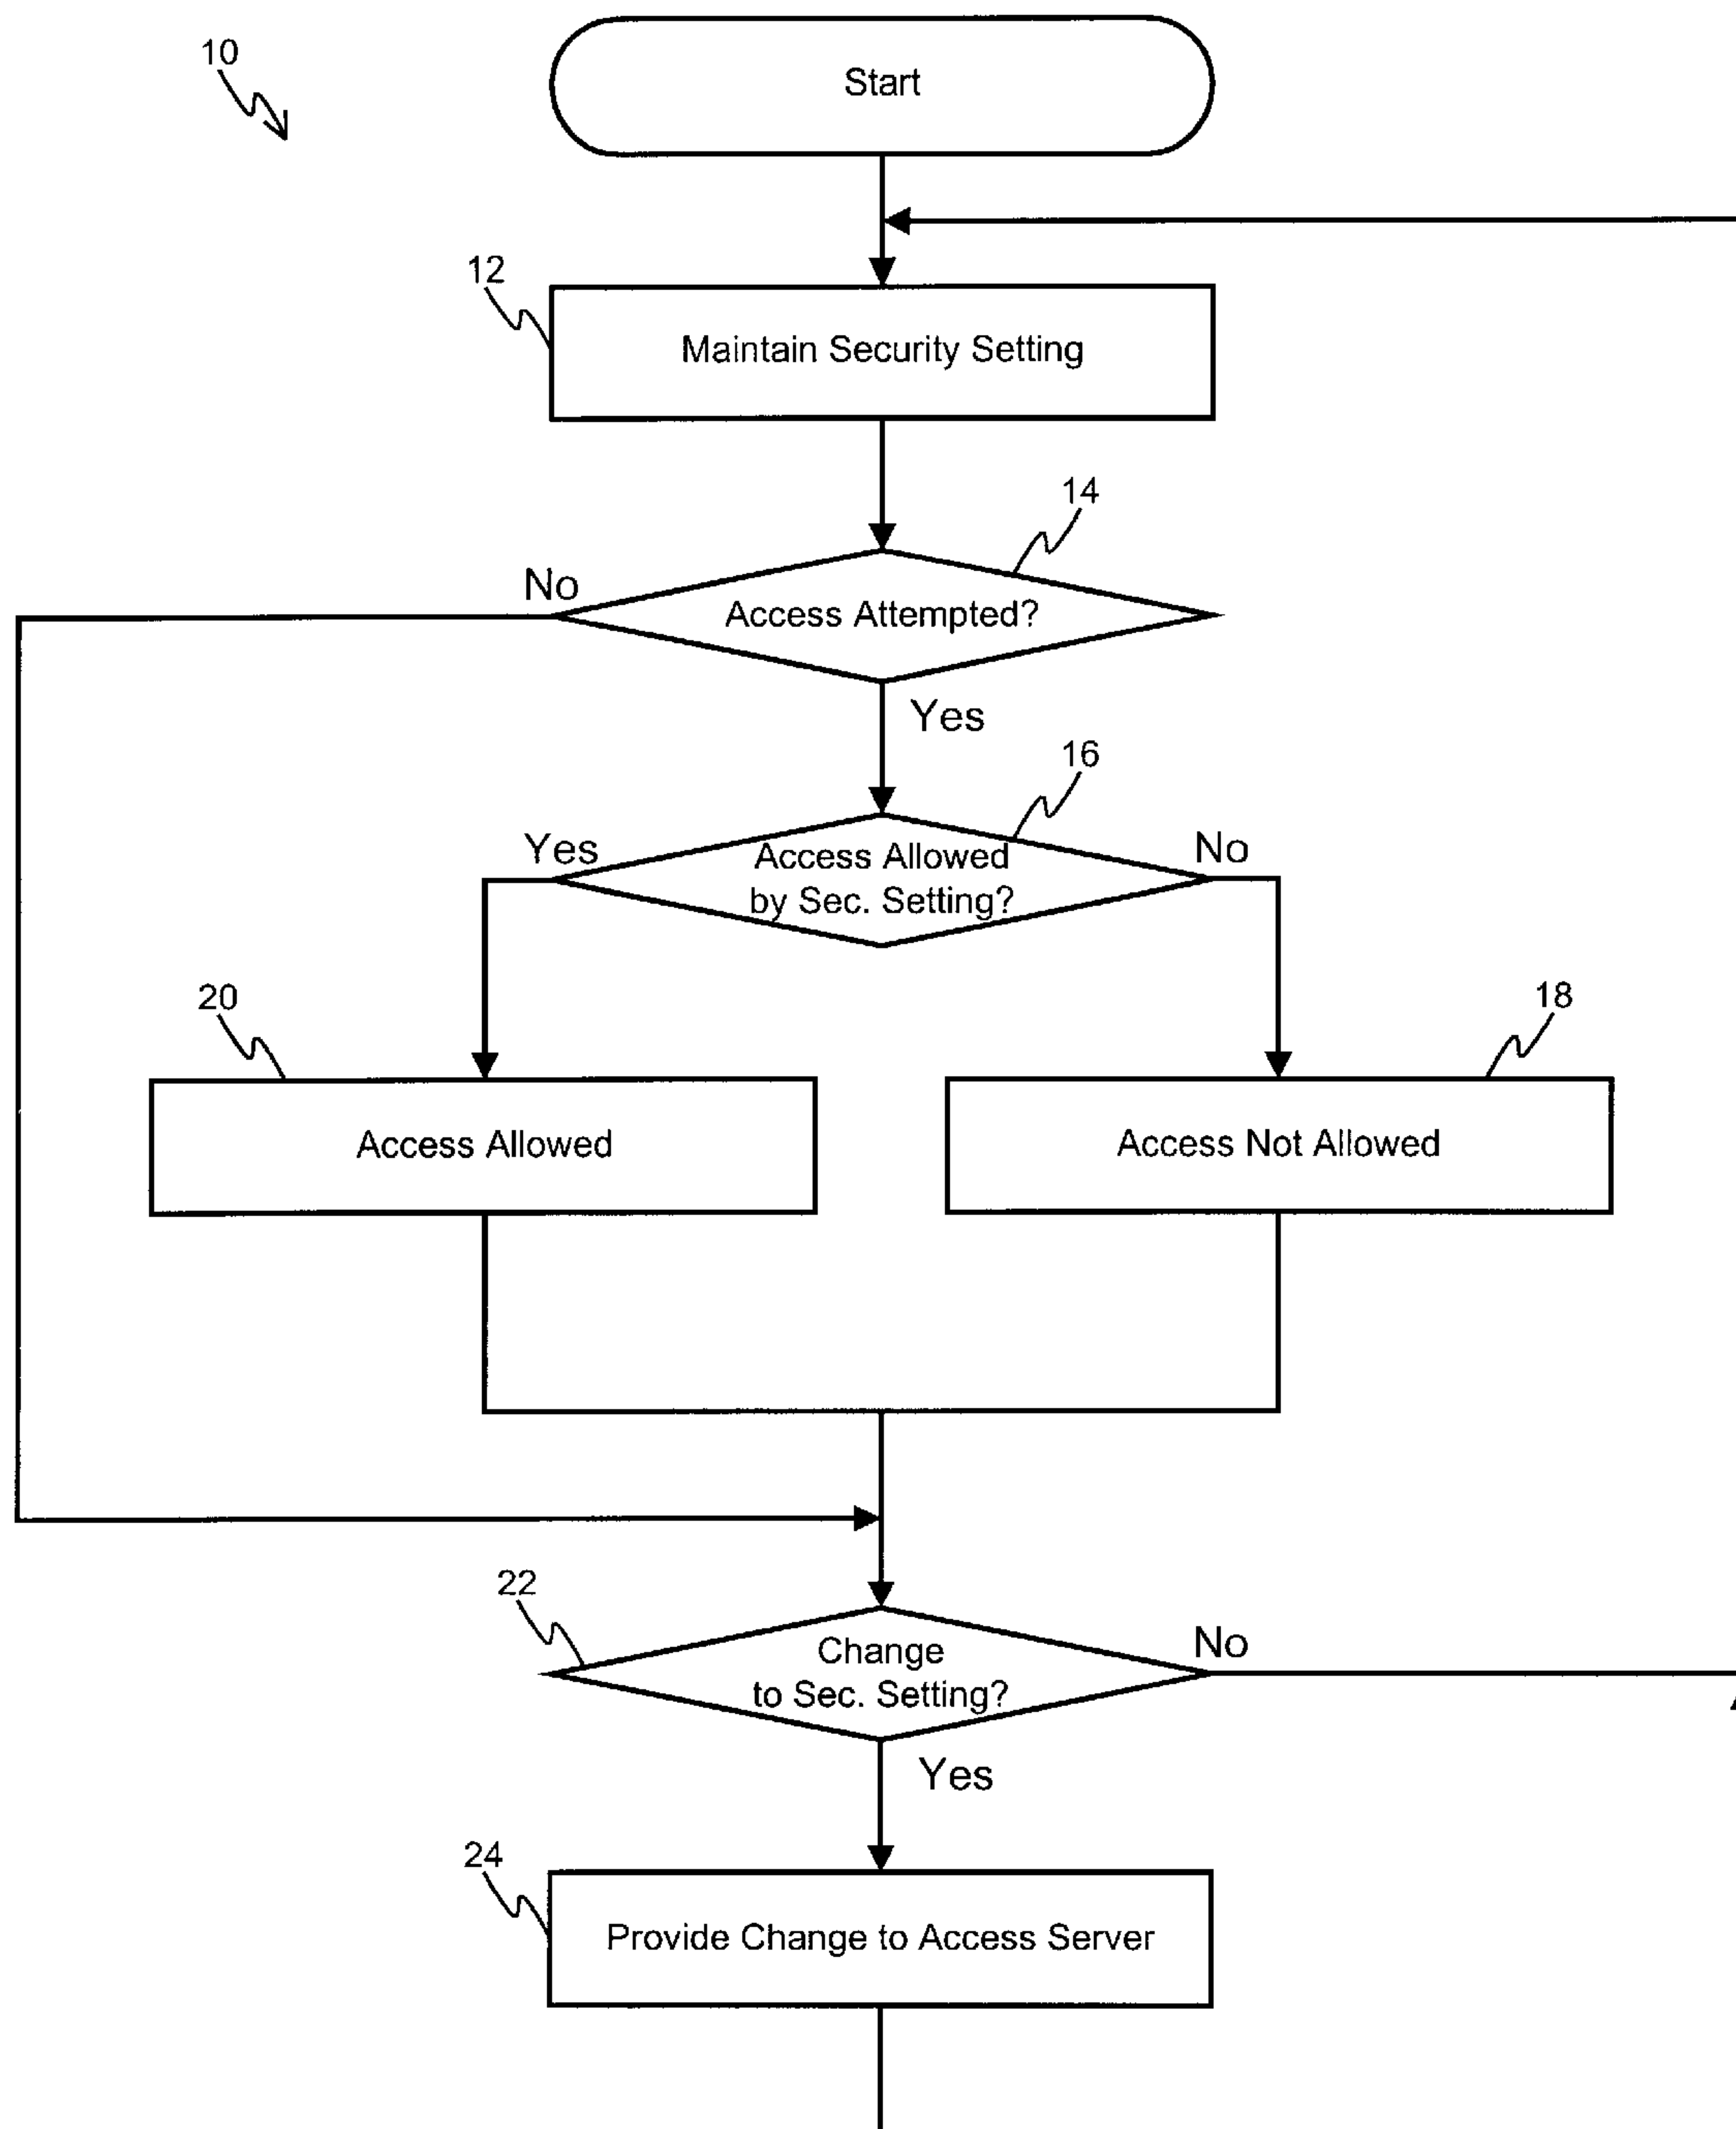 10
Start
12
Maintain Security Setting
14
No
Access Attempted?
Yes
16
Yes
Access Allowed
by Sec. Setting?
No
20
18
Access Allowed
Access Not Allowed
22
Change
to Sec. Setting?
No
Yes
24
Provide Change to Access Server